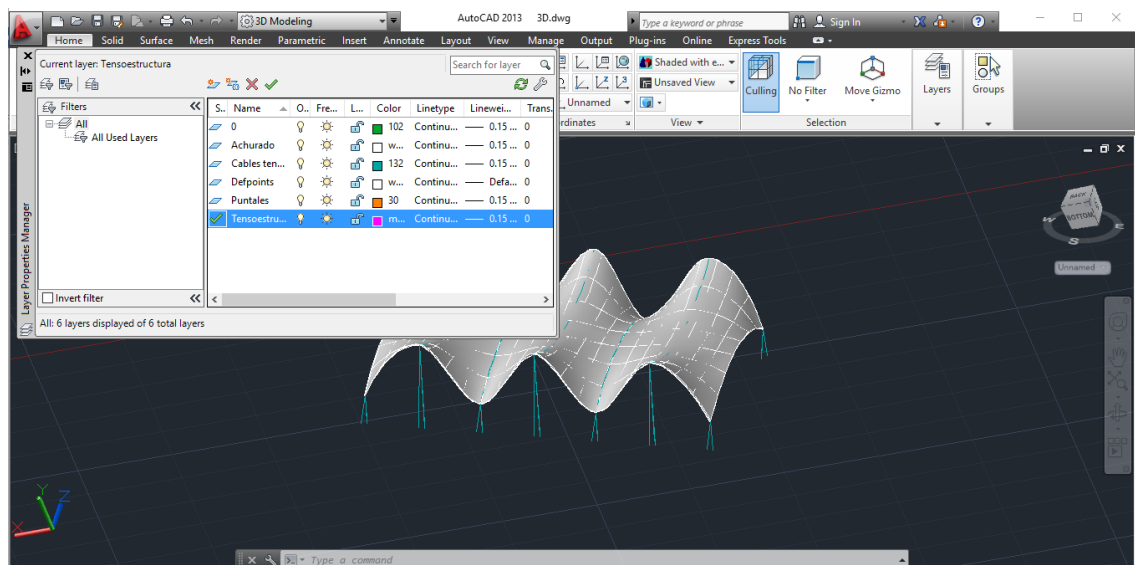 3D Modeling
AutoCAD 2013 3D.dwg
Type a keyword or phrase
Sign In
Home Solid Surface Mesh Render Parametric Insert Annotate Layout View Manage Output Plug-ins Online Express Tools
Current layer: Tensoestructura
Search for layer
Filters
All
All Used Layers
S.. Name O.. Fre... L... Color Linetype Linewei... Trans.
0 102 Continu... 0.15 ... 0
Achurado w... Continu... 0.15 ... 0
Cables ten... 132 Continu... 0.15 ... 0
Defpoints w... Continu... Defa... 0
Puntales 30 Continu... 0.15 ... 0
Tensoestru... m... Continu... 0.15 ... 0
Invert filter
All: 6 layers displayed of 6 total layers
Layer Properties Manager
Shaded with e...
Unsaved View
Unnamed
rdinates
View
Culling
No Filter
Move Gizmo
Selection
Layers
Groups
BACK
BOTTOM
W
S
E
Unnamed
Y
Z
X
Type a command